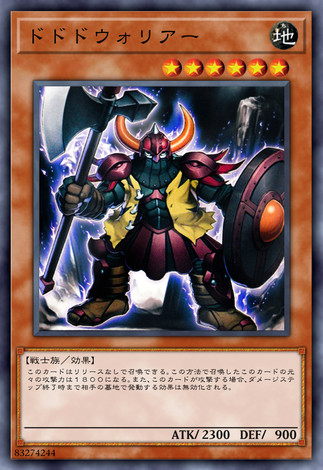 ドドドウォリアー
地
【戦士族／効果】
このカードはリリースなしで召喚できる。この方法で召喚したこのカードの元
々の攻撃力は１８００になる。また、このカードが攻撃する場合、ダメージステ
ップ終了時まで相手の墓地で発動する効果は無効化される。
ATK/ 2300 DEF/ 900
83274244